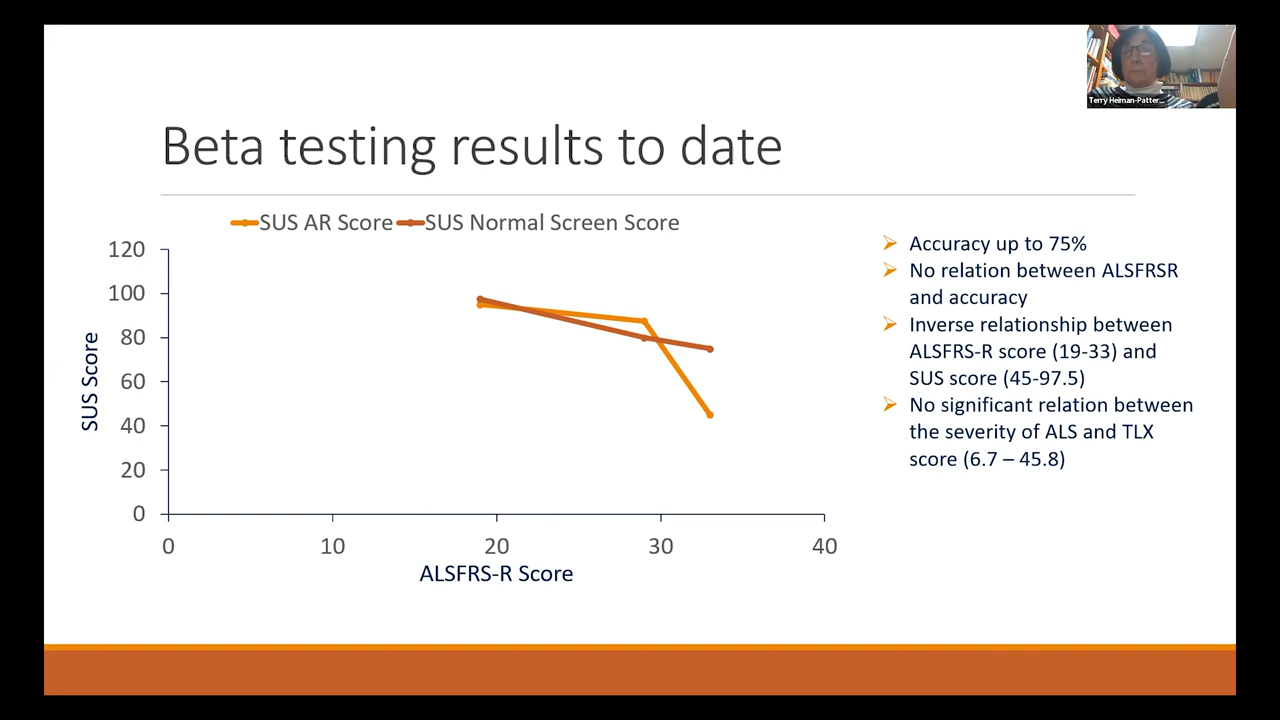 Terry Heiman-Patter...
Beta testing results to date
SUS AR Score SUS Normal Screen Score
120
100
80
60
40
20
0
SUS Score
0 10 20 30 40
ALSFRS-R Score
Accuracy up to 75%
No relation between ALSFRSR
and accuracy
Inverse relationship between
ALSFRS-R score (19-33) and
SUS score (45-97.5)
No significant relation between
the severity of ALS and TLX
score (6.7 – 45.8)